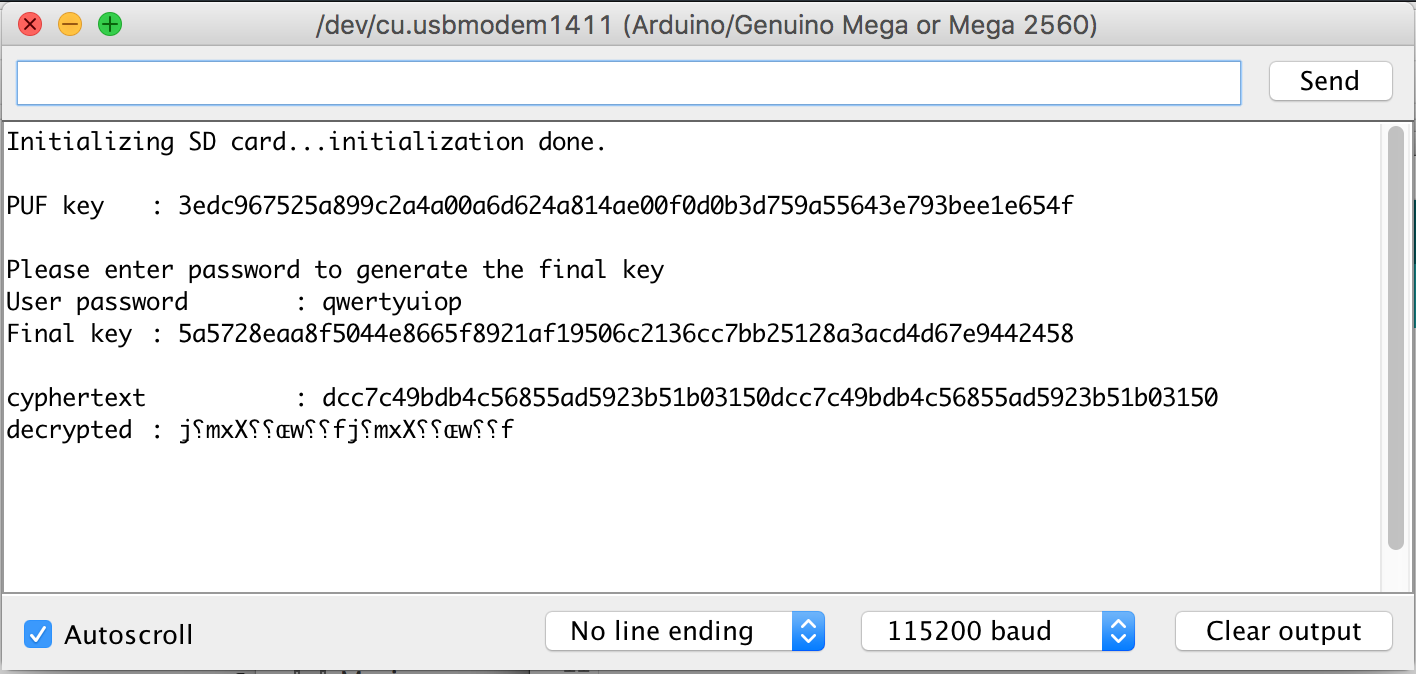 /dev/cu.usbmodem1411 (Arduino/Genuino Mega or Mega 2560)
Send
Initializing SD card...initialization done.
PUF key : 3edc967525a899c2a4a00a6d624a814ae00f0d0b3d759a55643e793bee1e654f
Please enter password to generate the final key
User password : qwertyuiop
Final key : 5a5728eaa8f5044e8665f8921af19506c2136cc7bb25128a3acd4d67e9442458
cyphertext : dcc7c49bdb4c56855ad5923b51b03150dcc7c49bdb4c56855ad5923b51b03150
decrypted : j⸮mxX⸮⸮œw⸮⸮fj⸮mxX⸮⸮œw⸮⸮f
Autoscroll
No line ending
115200 baud
Clear output